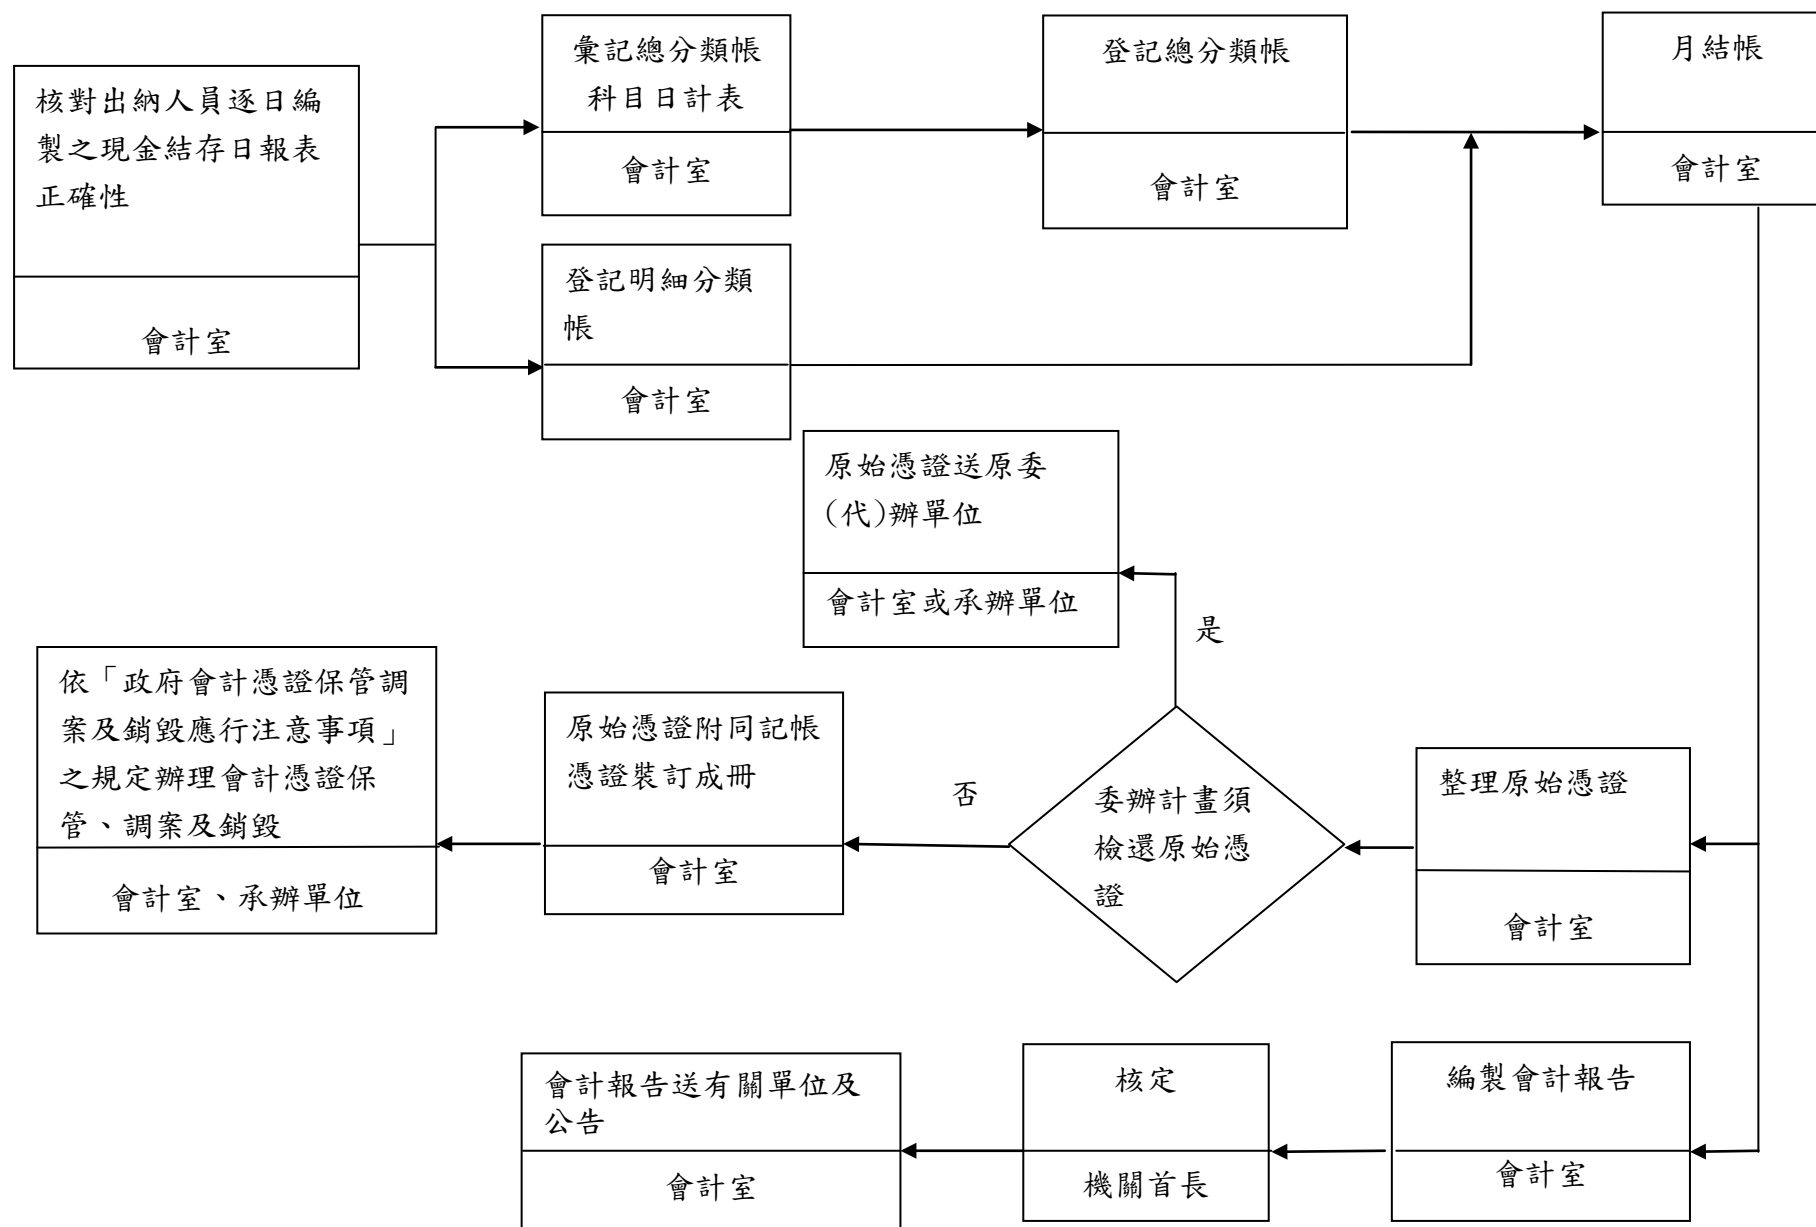 核對出納人員逐日編
製之現金結存日報表
正確性
會計室
彙記總分類帳
科目日計表
會計室
登記總分類帳
會計室
月結帳
會計室
登記明細分類
帳
會計室
原始憑證送原委
(代)辦單位
會計室或承辦單位
是
依「政府會計憑證保管調
案及銷毀應行注意事項」
之規定辦理會計憑證保
管、調案及銷毀
會計室、承辦單位
原始憑證附同記帳
憑證裝訂成冊
會計室
否
委辦計畫須
檢還原始憑
證
整理原始憑證
會計室
會計報告送有關單位及
公告
會計室
核定
機關首長
編製會計報告
會計室